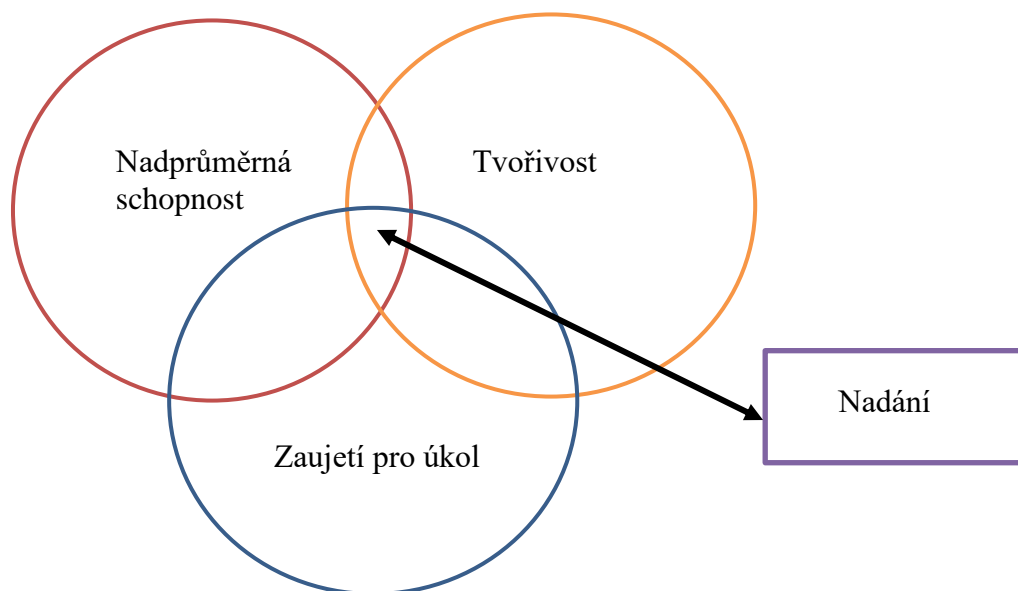 Nadprůměrná
schopnost
Tvořivost
Zaujetí pro úkol
Nadání